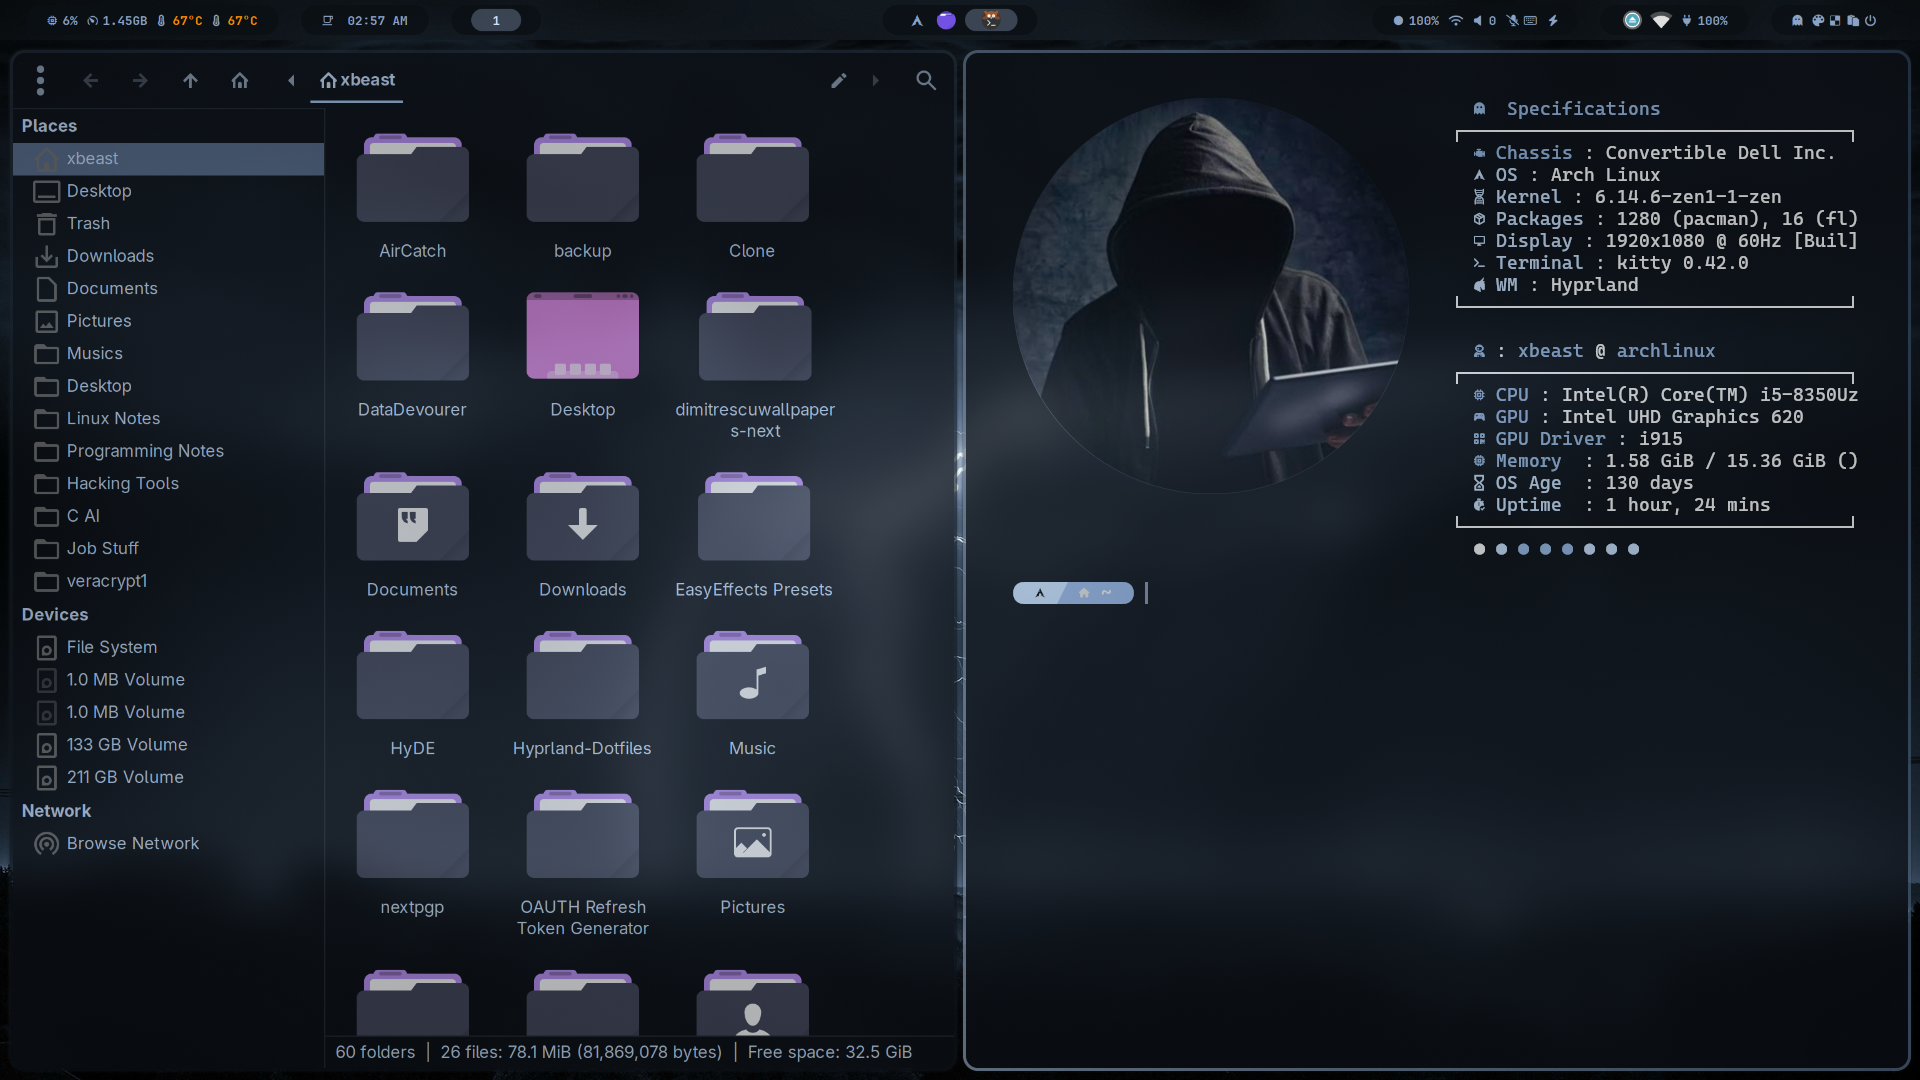 6% 1.45GB 67°C 67°C
02:57 AM
1
100% 0
100%
xbeast
Places
xbeast
Desktop
Trash
Downloads
Documents
Pictures
Musics
Desktop
Linux Notes
Programming Notes
Hacking Tools
C AI
Job Stuff
veracrypt1
Devices
File System
1.0 MB Volume
1.0 MB Volume
133 GB Volume
211 GB Volume
Network
Browse Network
AirCatch
backup
Clone
DataDevourer
Desktop
dimitrescuwallpaper
s-next
Documents
Downloads
EasyEffects Presets
HyDE
Hyprland-Dotfiles
Music
nextpgp
OAUTH Refresh
Token Generator
Pictures
60 folders | 26 files: 78.1 MiB (81,869,078 bytes) | Free space: 32.5 GiB
Specifications
Chassis : Convertible Dell Inc.
OS : Arch Linux
Kernel : 6.14.6-zen1-1-zen
Packages : 1280 (pacman), 16 (fl)
Display : 1920x1080 @ 60Hz [Buil]
Terminal : kitty 0.42.0
WM : Hyprland
: xbeast @ archlinux
CPU : Intel(R) Core(TM) i5-8350Uz
GPU : Intel UHD Graphics 620
GPU Driver : i915
Memory : 1.58 GiB / 15.36 GiB ()
OS Age : 130 days
Uptime : 1 hour, 24 mins
~